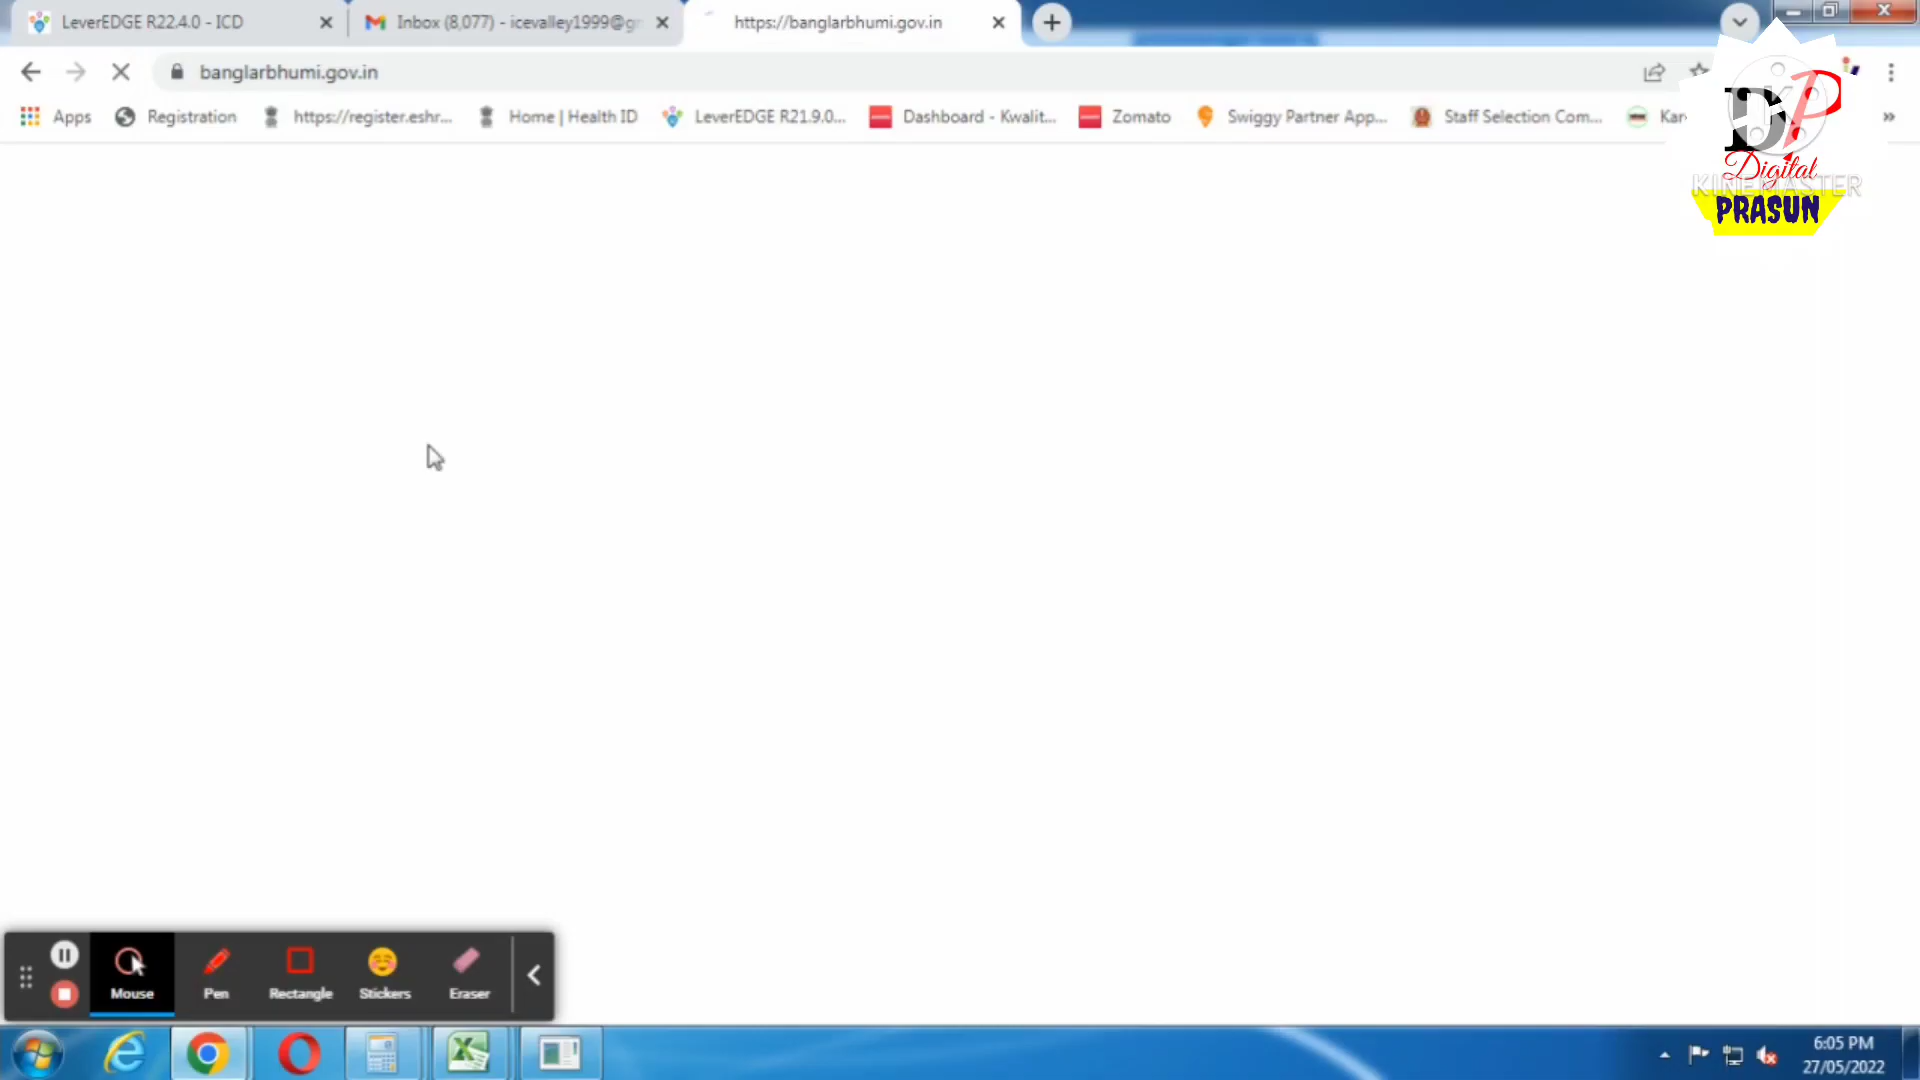 LeverEDGE R22.4.0 - ICD
Inbox (8,077) - icevalley1999@gr
https://banglarbhumi.gov.in
banglarbhumi.gov.in
Apps
Registration
https://register.eshr...
Home | Health ID
LeverEDGE R21.9.0...
Dashboard - Kwalit...
Zomato
Swiggy Partner App...
Staff Selection Com...
Kar
»
DP
Digital
KINEMASTER
PRASUN
Mouse
Pen
Rectangle
Stickers
Eraser
6:05 PM
27/05/2022